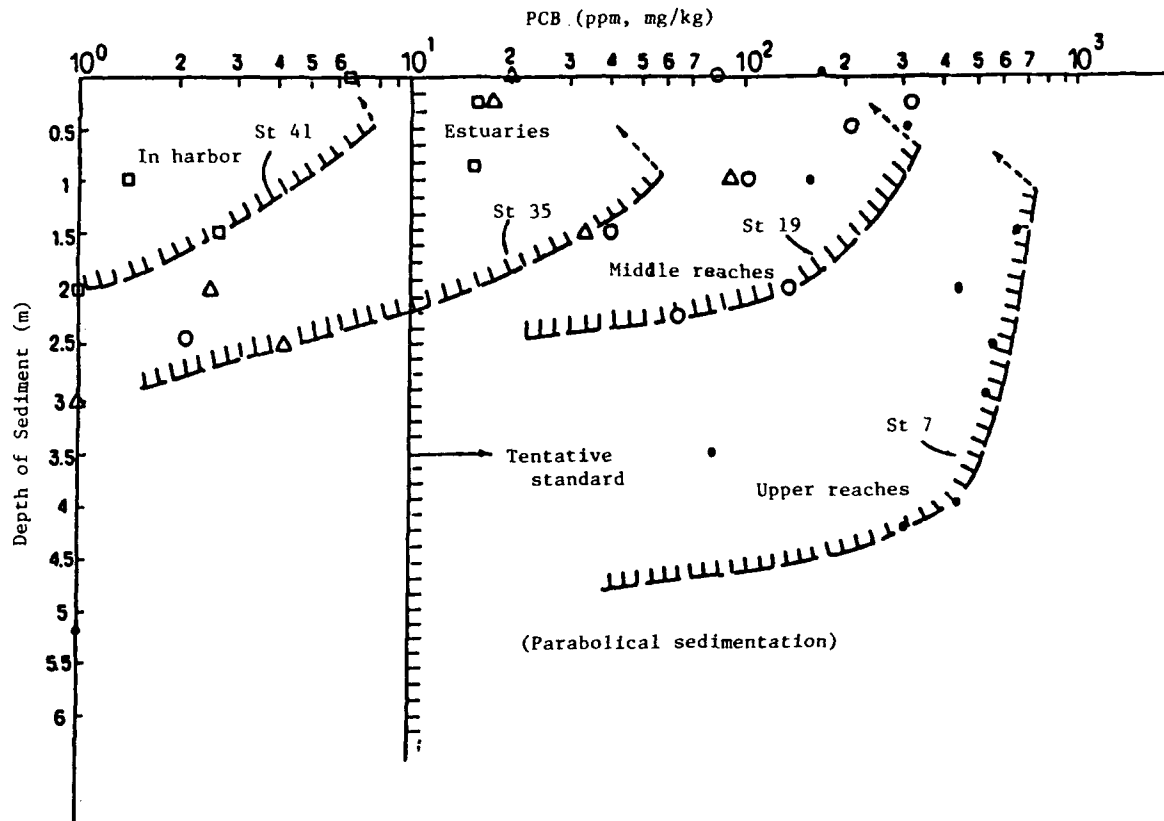 PCB (ppm, mg/kg)
10⁰ 2 3 4 5 6 10¹ 2 3 4 6 7 10² 2 3 4 5 6 7 10³
0.5
1
1.5
2
2.5
3
3.5
4
4.5
5
5.5
6
Depth of Sediment (m)
In harbor
St 41
Estuaries
St 35
St 19
Middle reaches
St 7
Tentative
standard
Upper reaches
(Parabolical sedimentation)